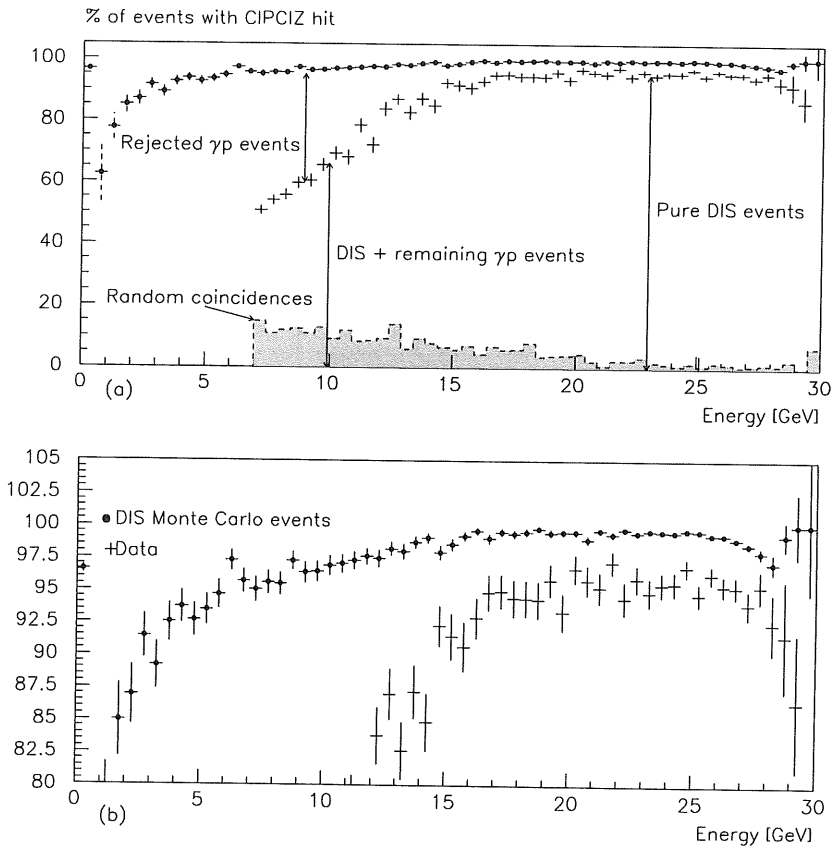 % of events with CIPCIZ hit
100
80
60
40
20
0
Rejected γp events
DIS + remaining γp events
Pure DIS events
Random coincidences
0 5 10 15 20 25 30
(a)
Energy [GeV]
105
102.5
100
97.5
95
92.5
90
87.5
85
82.5
80
DIS Monte Carlo events
Data
0 5 10 15 20 25 30
(b)
Energy [GeV]